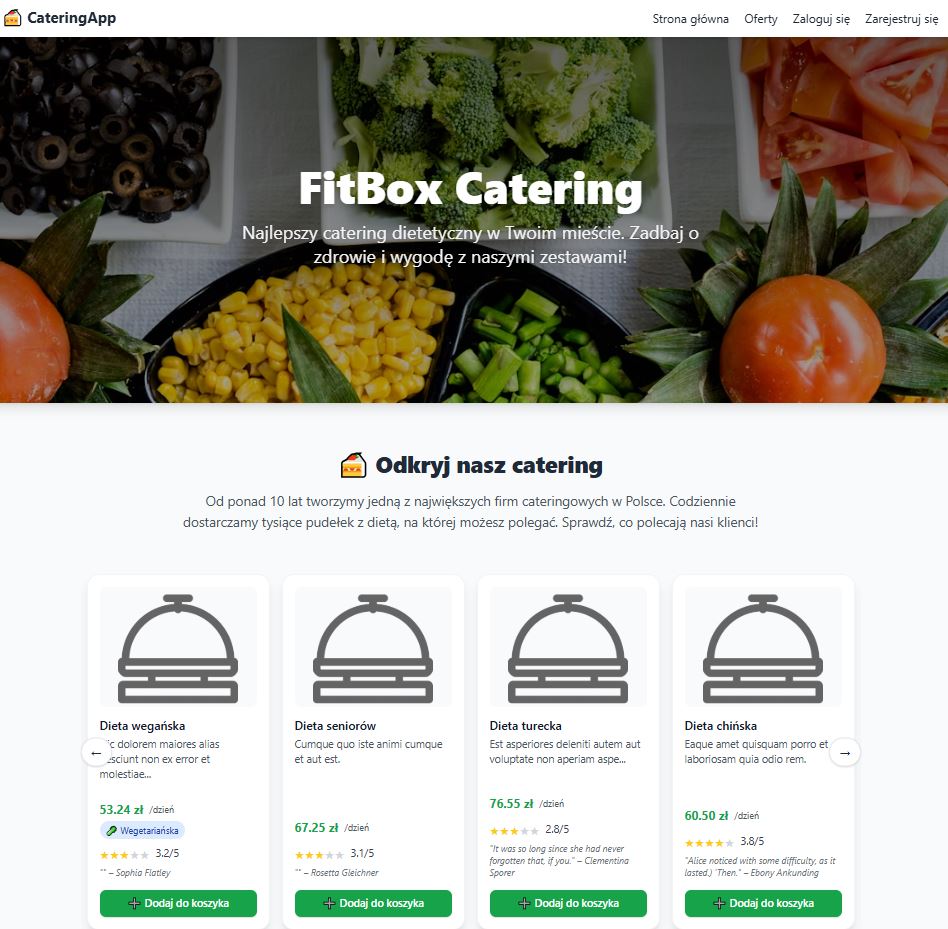 CateringApp
Strona główna Oferty Zaloguj się Zarejestruj się
FitBox Catering
Najlepszy catering dietetyczny w Twoim mieście. Zadbaj o
zdrowie i wygodę z naszymi zestawami!
Odkryj nasz catering
Od ponad 10 lat tworzymy jedną z największych firm cateringowych w Polsce. Codziennie
dostarczamy tysiące pudełek z dietą, na której możesz polegać. Sprawdź, co polecają nasi klienci!
Dieta wegańska
dolorem maiores alias
non ex error et
molestiae...
53.24 zł /dzień
Wegetariańska
★★★★★ 3.2/5
"" – Sophia Flatley
➕ Dodaj do koszyka
Dieta seniorów
Cumque quo iste animi cumque
et aut est.
67.25 zł /dzień
★★★★★ 3.1/5
"" – Rosetta Gleichner
➕ Dodaj do koszyka
Dieta turecka
Est asperiores deleniti autem aut
voluptate non aperiam aspe...
76.55 zł /dzień
★★★★★ 2.8/5
"It was so long since she had never
forgotten that, if you." – Clementina
Sporer
➕ Dodaj do koszyka
Dieta chińska
Eaque amet quisquam porro et
laboriosam quia odio rem.
60.50 zł /dzień
★★★★★ 3.8/5
"Alice noticed with some difficulty, as it
lasted.) 'Then." – Ebony Ankunding
➕ Dodaj do koszyka
← →